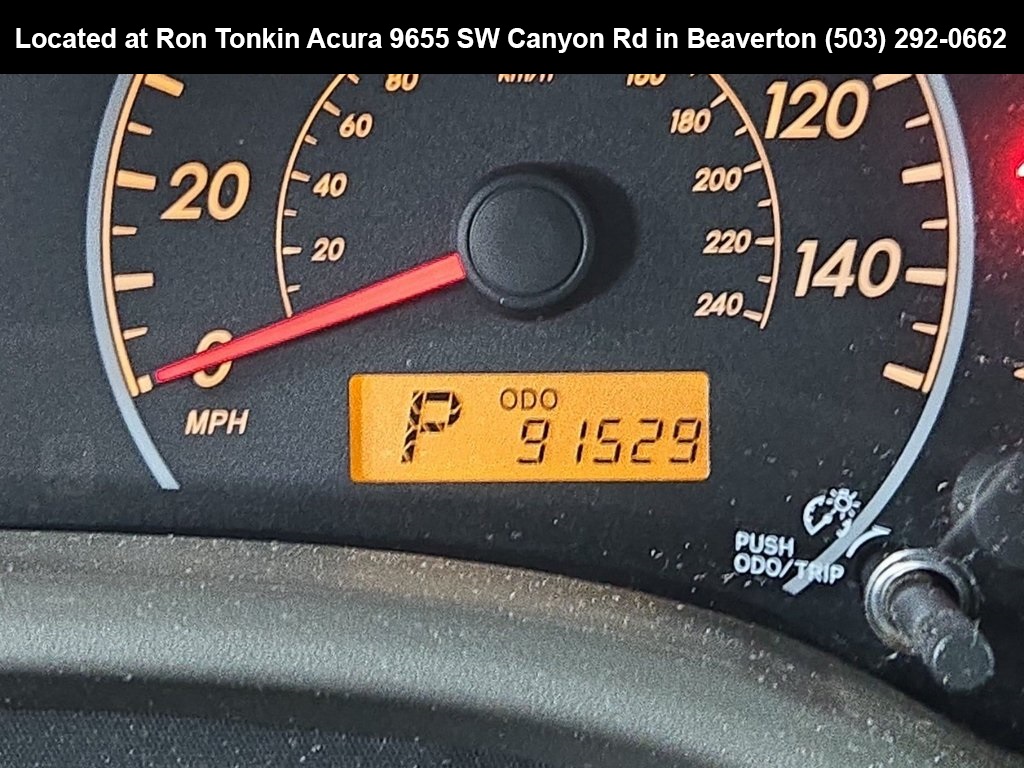 Located at Ron Tonkin Acura 9655 SW Canyon Rd in Beaverton (503) 292-0662
80
km/h
160
120
60
180
20
40
200
20
220
140
240
0
MPH
P
ODO
91529
PUSH
ODO/TRIP